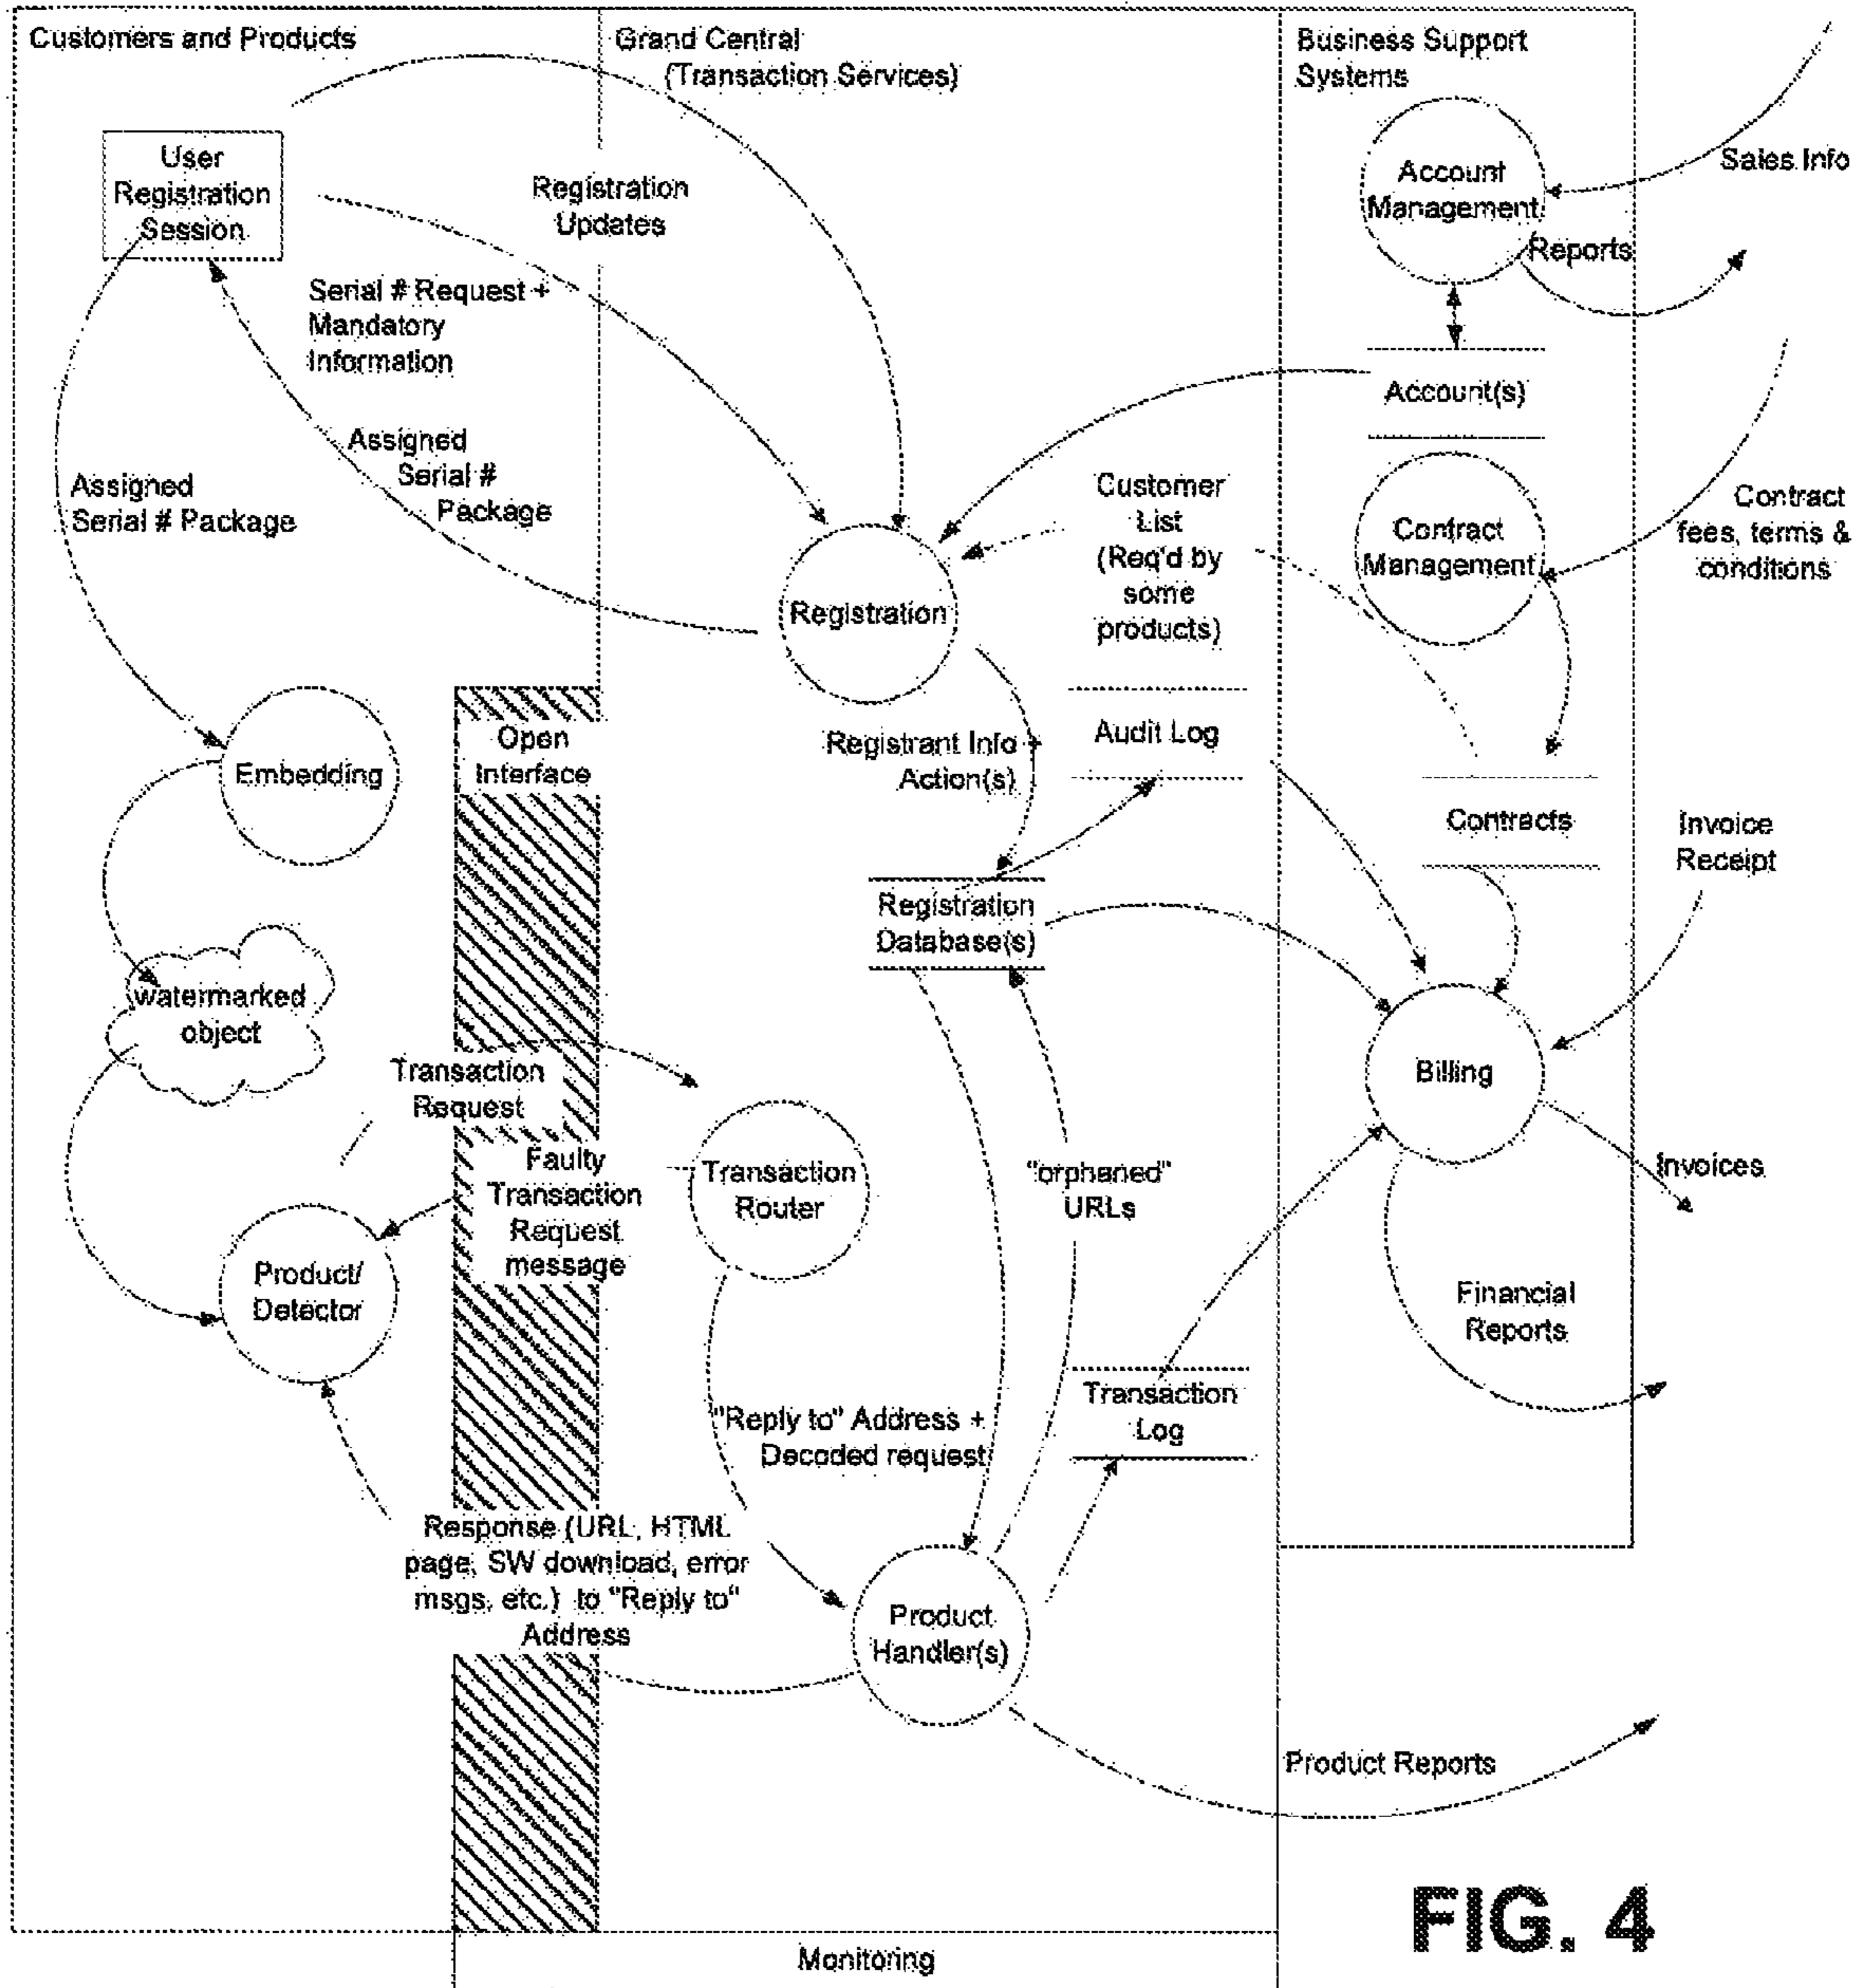 Customers and Products
Grand Central
(Transaction Services)
Business Support
Systems
User
Registration
Session
Registration
Updates
Account
Management
Sales Info
Reports
Serial # Request +
Mandatory
Information
Account(s)
Assigned
Serial #
Package
Assigned
Serial # Package
Customer
List
(Req'd by
some
products)
Contract
Management
Contract
fees, terms &
conditions
Registration
Open
Interface
Embedding
Registrant Info +
Action(s)
Audit Log
Contracts
Invoice
Receipt
Registration
Database(s)
watermarked
object
Transaction
Request
Billing
Faulty
Transaction
Request
message
Transaction
Router
"orphaned"
URLs
Invoices
Product/
Detector
Financial
Reports
"Reply to" Address +
Decoded request
Transaction
Log
Response (URL, HTML
page, SW download, error
msgs, etc.) to "Reply to"
Address
Product
Handler(s)
Product Reports
FIG. 4
Monitoring